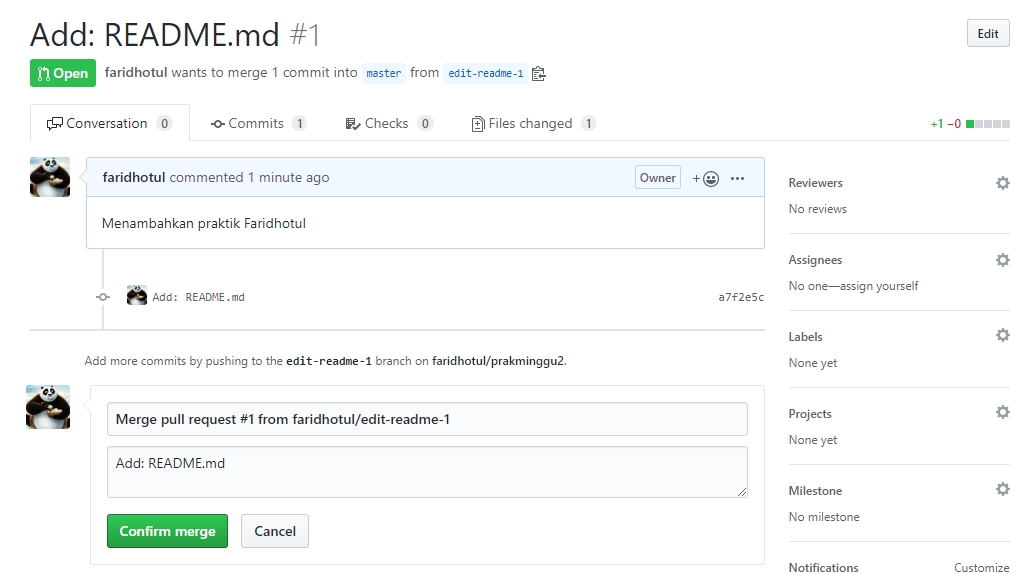 Add: README.md #1
Edit
Open faridhotul wants to merge 1 commit into master from edit-readme-1
Conversation 0 Commits 1 Checks 0 Files changed 1 +1 −0
faridhotul commented 1 minute ago Owner + ...
Menambahkan praktik Faridhotul
Add: README.md a7f2e5c
Add more commits by pushing to the edit-readme-1 branch on faridhotul/prakminggu2.
Merge pull request #1 from faridhotul/edit-readme-1
Add: README.md
Confirm merge Cancel
Reviewers
No reviews
Assignees
No one—assign yourself
Labels
None yet
Projects
None yet
Milestone
No milestone
Notifications Customize